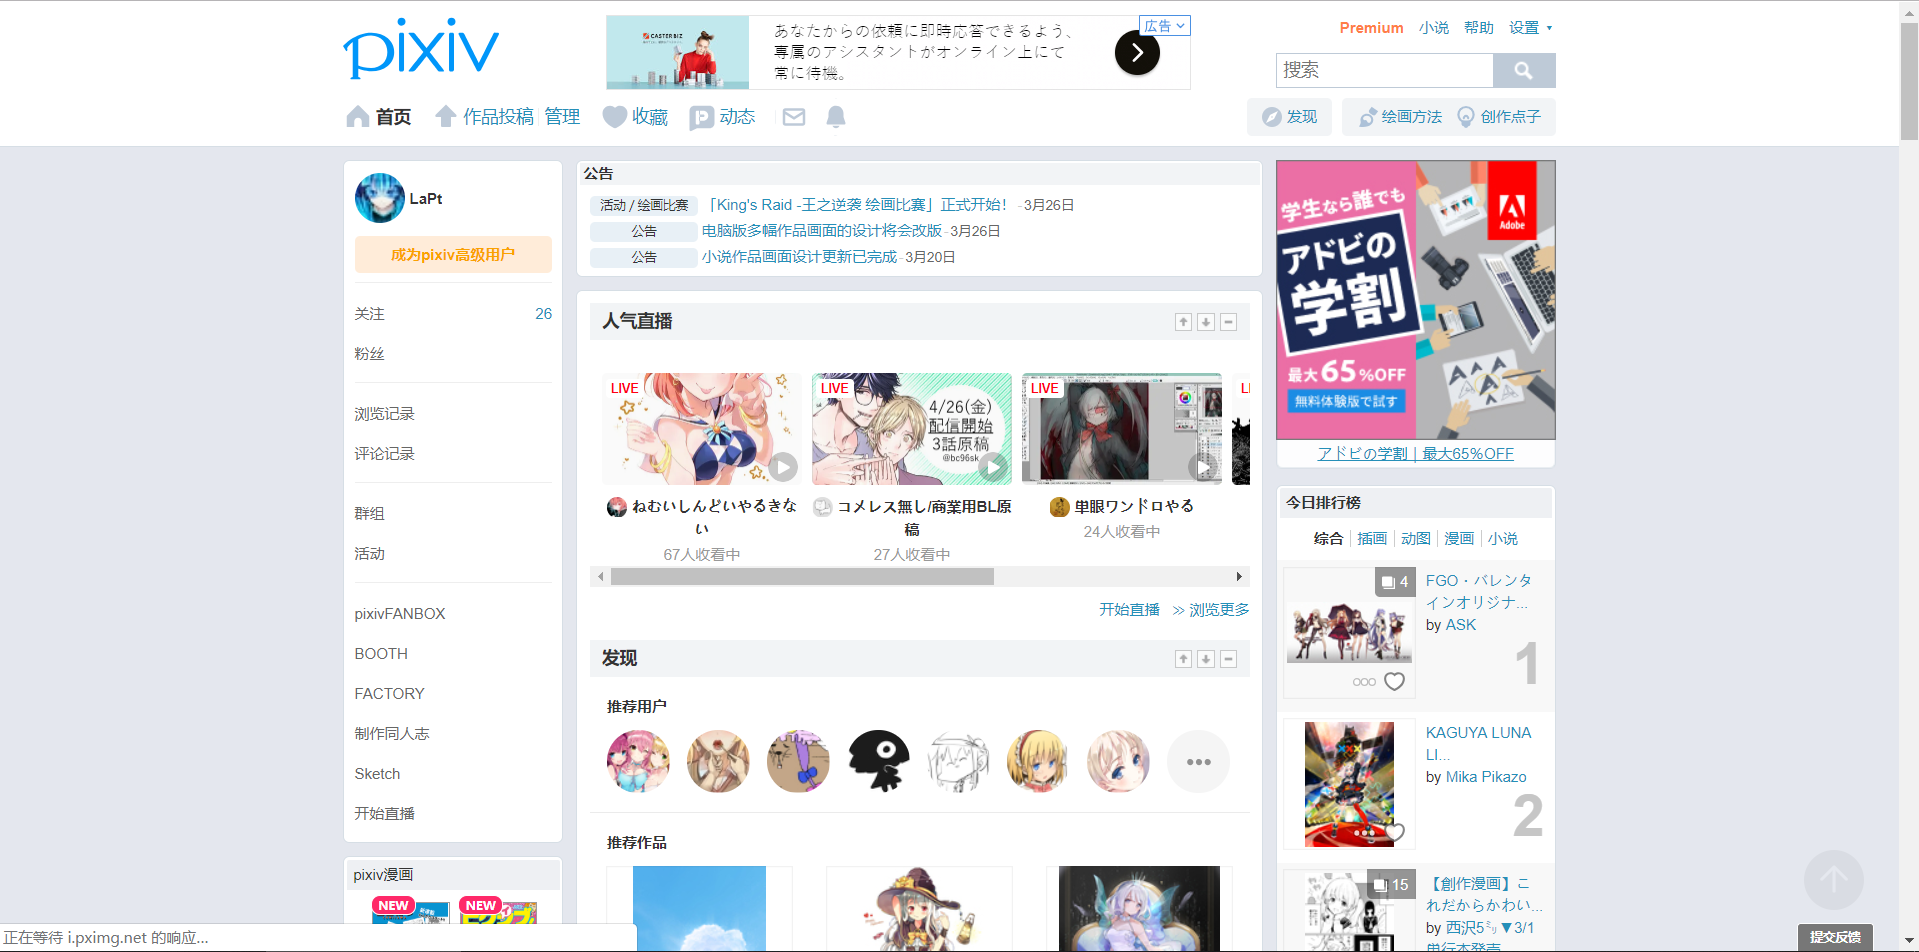 pixiv
CASTER BIZ
あなたからの依頼に即時応答できるよう、
専属のアシスタントがオンライン上にて
常に待機。
広告
Premium 小说 帮助 设置
搜索
首页 作品投稿 管理 收藏 动态
发现 绘画方法 创作点子
LaPt
成为pixiv高级用户
关注 26
粉丝
浏览记录
评论记录
群组
活动
pixivFANBOX
BOOTH
FACTORY
制作同人志
Sketch
开始直播
pixiv漫画
NEW NEW
公告
活动 / 绘画比赛 「King's Raid -王之逆袭 绘画比赛」正式开始！ - 3月26日
公告 电脑版多幅作品画面的设计将会改版 - 3月26日
公告 小说作品画面设计更新已完成 - 3月20日
人气直播
LIVE LIVE LIVE LI
4/26(金)
配信開始
3話原稿
@bc96sk
ねむいしんどいやるきな
い
67人收看中
コメレス無し/商業用BL原
稿
27人收看中
単眼ワンドロやる
24人收看中
开始直播 ≫ 浏览更多
发现
推荐用户
推荐作品
学生なら誰でも
アドビの
学割
最大65%OFF
無料体験版で試す
Adobe
アドビの学割 | 最大65%OFF
今日排行榜
综合 插画 动图 漫画 小说
4
FGO・バレンタ
インオリジナ...
by ASK
1
KAGUYA LUNA
LI...
by Mika Pikazo
2
15
【創作漫画】こ
れだからかわい...
by 西沢5㍉▼3/1
単行本発売
提交反馈
正在等待 i.pximg.net 的响应...